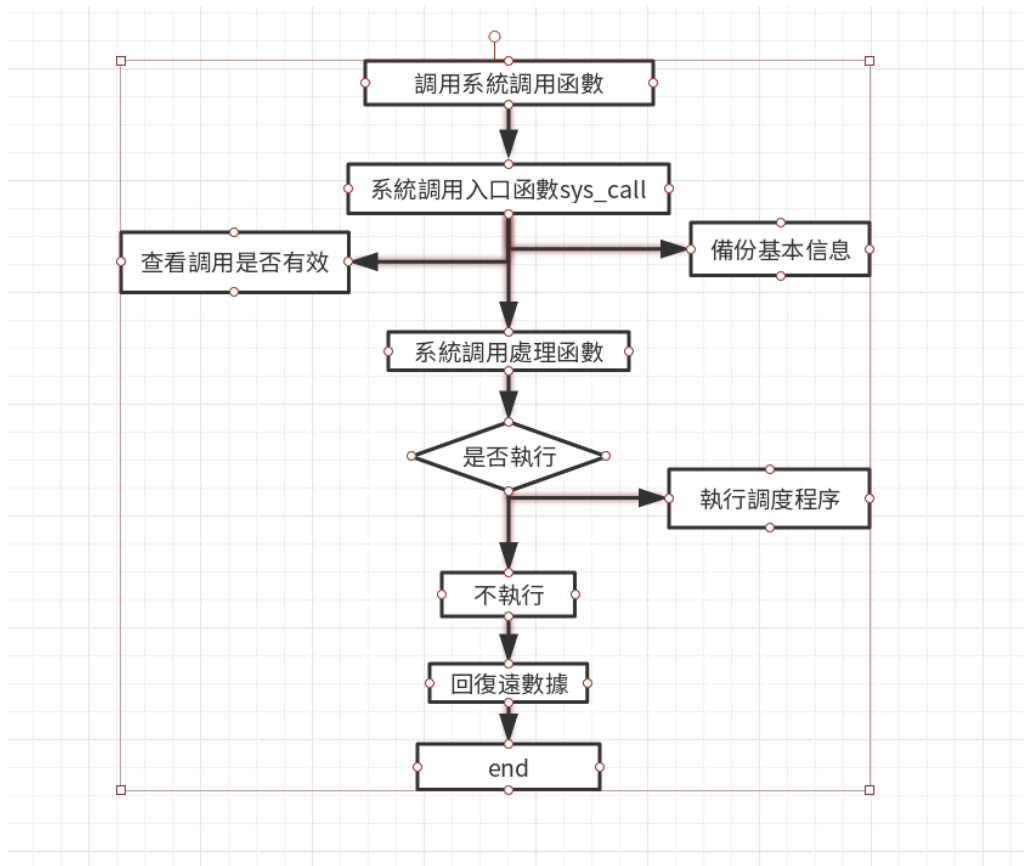 調用系統調用函數
系統調用入口函數sys_call
查看調用是否有效
備份基本信息
系統調用處理函數
是否執行
執行調度程序
不執行
回復遠數據
end